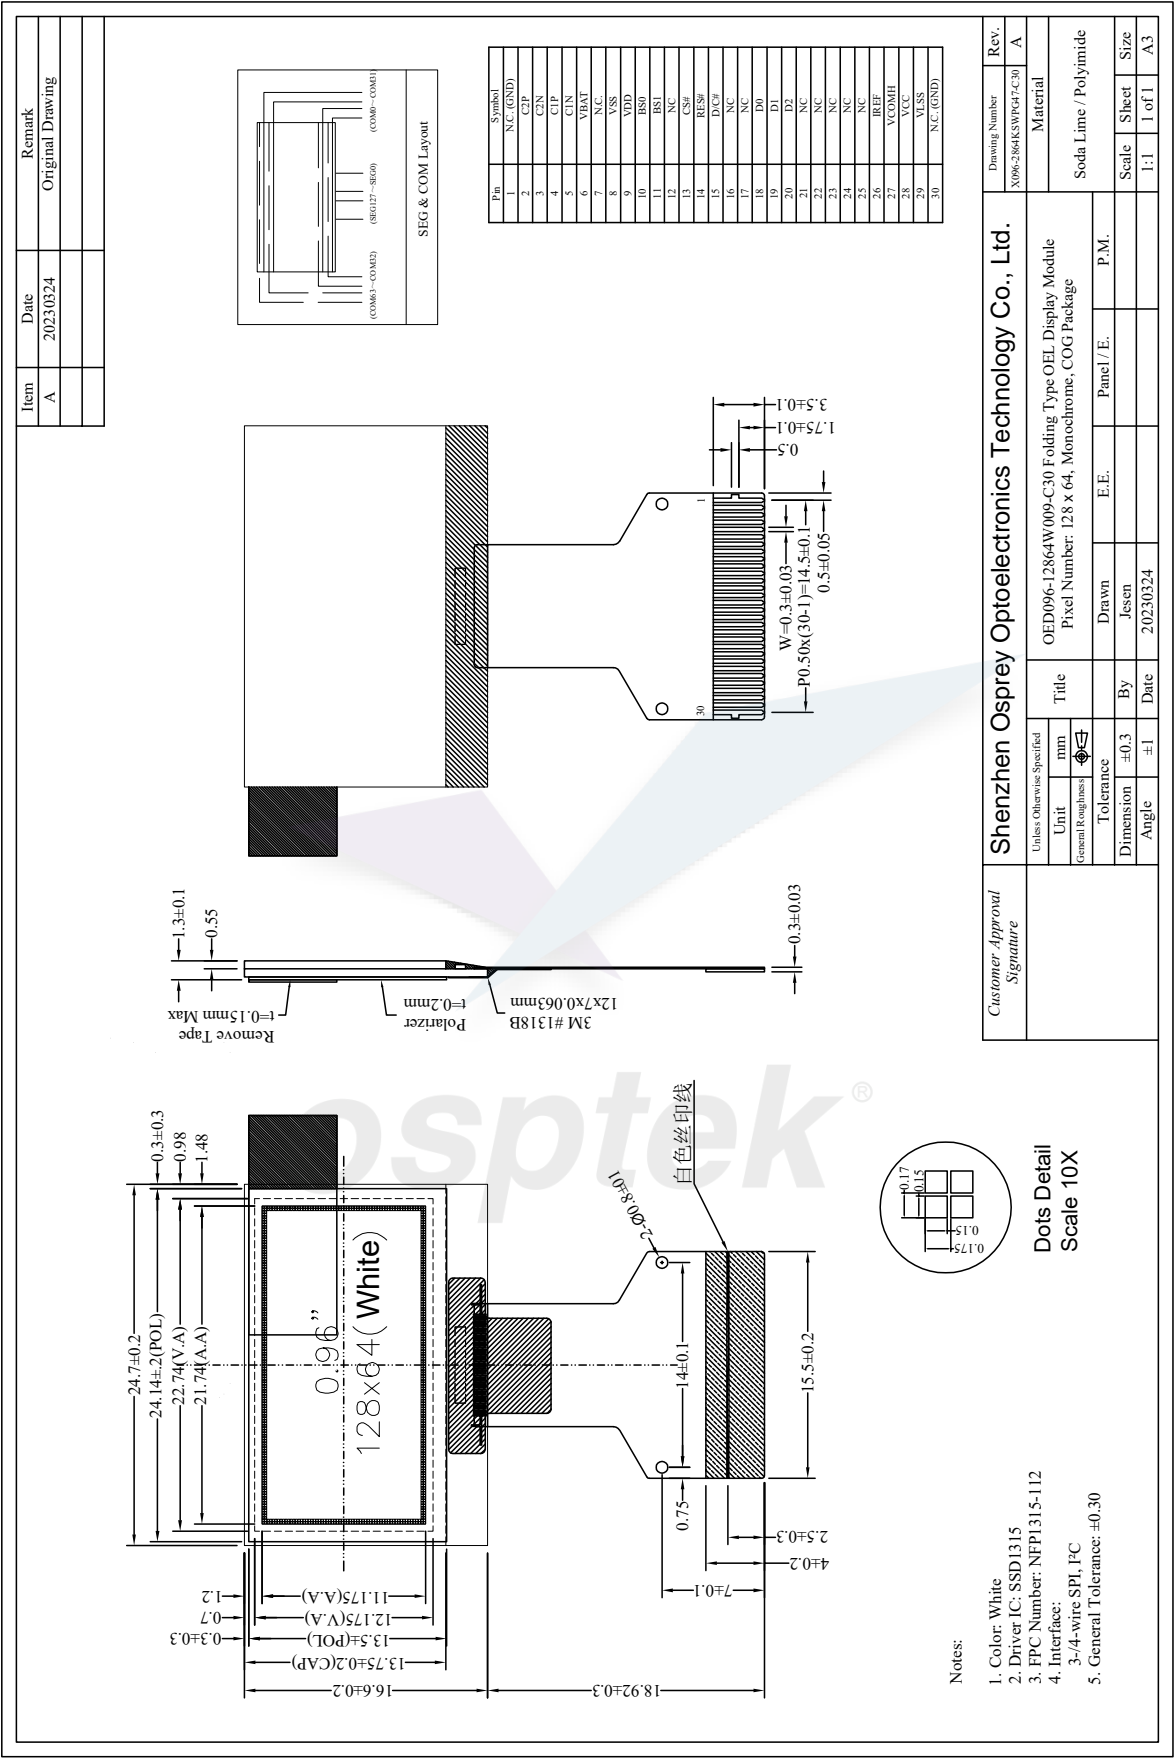 Item Date Remark
A 20230324 Original Drawing
(COM63~COM32) (SEG127~SEG0) (COM0~COM31)
SEG & COM Layout
Pin Symbol
1 N.C. (GND)
2 C2P
3 C2N
4 C1P
5 C1N
6 VBAT
7 N.C.
8 VSS
9 VDD
10 BS0
11 BS1
12 NC
13 CS#
14 RES#
15 D/C#
16 NC
17 NC
18 D0
19 D1
20 D2
21 NC
22 NC
23 NC
24 NC
25 NC
26 IREF
27 VCOMH
28 VCC
29 VLSS
30 N.C. (GND)
24.7±0.2
24.14±.2(POL)
22.74(V.A)
21.74(A.A)
0.3±0.3
0.98
1.48
0.96”
128x64( White)
1.2
0.7
0.3±0.3
11.175(A.A)
12.175(V.A)
13.5±(POL)
13.75±0.2(CAP)
16.6±0.2
18.92±0.3
2-Ø0.8±01
白色丝印线
14±0.1
0.75
15.5±0.2
2.5±0.3
4±0.2
7±0.1
1.3±0.1
0.55
Remove Tape
t=0.15mm Max
Polarizer
t=0.2mm
3M #1318B
12x7x0.063mm
0.3±0.03
30
1
3.5±0.1
1.75±0.1
0.5
W=0.3±0.03
P0.50x(30-1)=14.5±0.1
0.5±0.05
osptek®
0.17
0.15
0.15
0.175
Dots Detail
Scale 10X
Notes:
1. Color: White
2. Driver IC: SSD1315
3. FPC Number: NFP1315-112
4. Interface:
3-/4-wire SPI, I²C
5. General Tolerance: ±0.30
Customer Approval
Signature
Shenzhen Osprey Optoelectronics Technology Co., Ltd.
Drawing Number Rev.
X096-2864KSWPG47-C30 A
Unless Otherwise Specified
Unit mm
General Roughness
Tolerance
Dimension ±0.3
Angle ±1
Title
OED096-12864W009-C30 Folding Type OEL Display Module
Pixel Number: 128 x 64, Monochrome, COG Package
Material
Soda Lime / Polyimide
Drawn E.E. Panel / E. P.M.
By Jesen
Date 20230324
Scale Sheet Size
1:1 1 of 1 A3